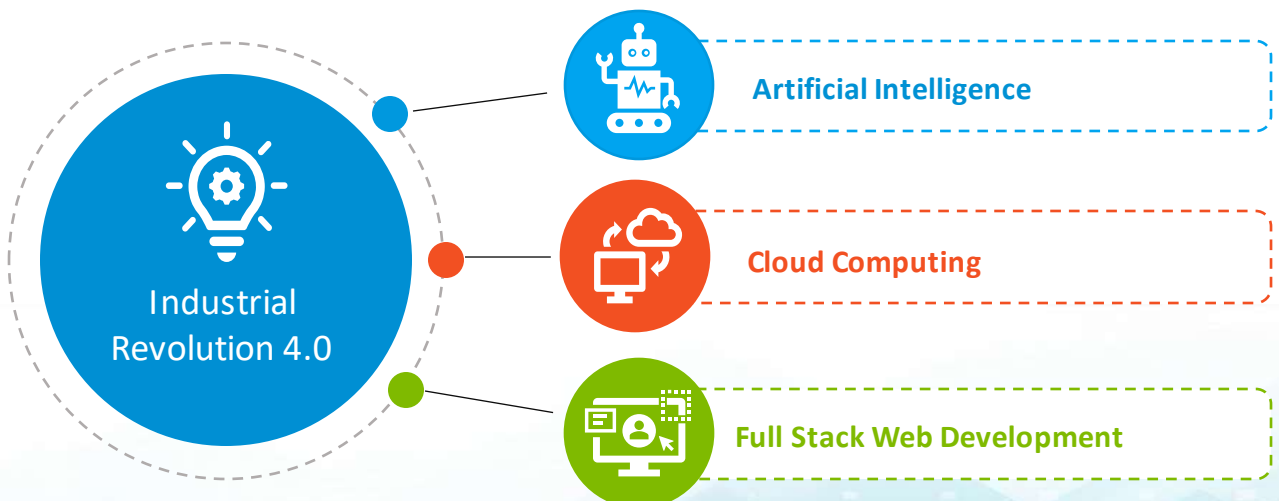 Industrial
Revolution 4.0
Artificial Intelligence
Cloud Computing
Full Stack Web Development